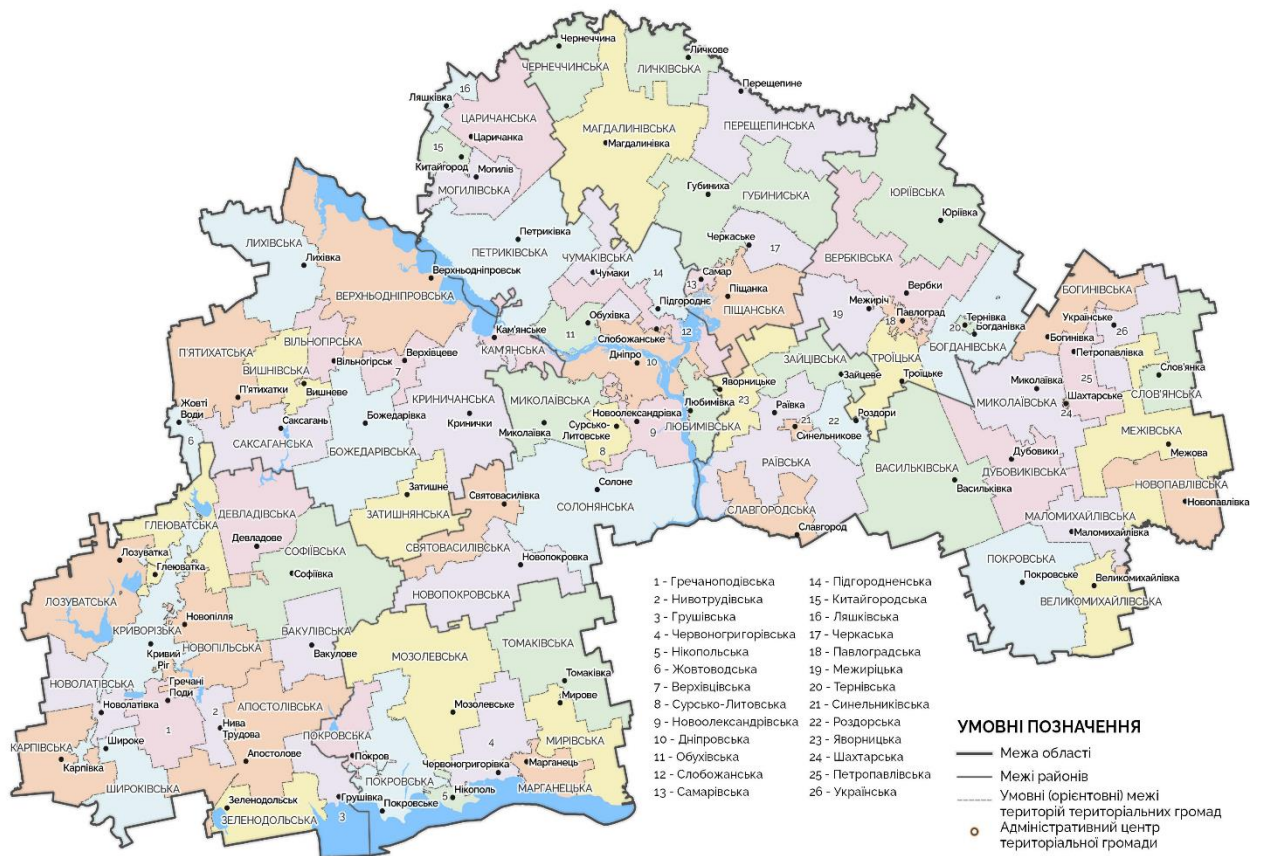 Чернеччина
ЧЕРНЕЧЧИНСЬКА
Личкове
ЛИЧКІВСЬКА
Перещепине
ПЕРЕЩЕПИНСЬКА
16
Ляшківка
ЦАРИЧАНСЬКА
Царичанка
15
Китайгород
Могилів
МОГИЛІВСЬКА
МАГДАЛИНІВСЬКА
Магдалинівка
Губиниха
ГУБИНИСЬКА
ЮРІЇВСЬКА
Юріївка
ЛИХІВСЬКА
Лихівка
Петриківка
ПЕТРИКІВСЬКА
ЧУМАКІВСЬКА
Чумаки
14
Черкаське
17
ВЕРБКІВСЬКА
Верхньодніпровськ
ВЕРХНЬОДНІПРОВСЬКА
13
Самар
Піщанка
ПІЩАНСЬКА
Підгороднє
Вербки
Межиріч
19
Павлоград
18
Тернівка
20
Богданівка
БОГДАНІВСЬКА
БОГИНІВСЬКА
Українське
26
Богинівка
Петропавлівка
25
Кам'янське
КАМ'ЯНСЬКА
11
Обухівка
Слобожанське
12
Дніпро
10
П'ЯТИХАТСЬКА
ВІЛЬНОГІРСЬКА
Вільногірськ
Верхівцеве
7
ВИШНІВСЬКА
Вишневе
П'ятихатки
Жовті
Води
6
Саксагань
САКСАГАНСЬКА
Божедарівка
БОЖЕДАРІВСЬКА
КРИНИЧАНСЬКА
Кринички
МИКОЛАЇВСЬКА
Миколаївка
Новоолександрівка
Сурсько-
Литовське
9
8
Любимівка
ЛЮБИМІВСЬКА
Яворницьке
23
ЗАЙЦІВСЬКА
Зайцеве
ТРОЇЦЬКА
Троїцьке
Раївка
21
22
Синельникове
Роздори
РАЇВСЬКА
Миколаївка
Шахтарське
МИКОЛАЇВСЬКА
24
Слов'янка
СЛОВ'ЯНСЬКА
МЕЖІВСЬКА
Межова
Дубовики
ДУБОВИКІВСЬКА
НОВОПАВЛІВСЬКА
Новопавлівка
ВАСИЛЬКІВСЬКА
Васильківка
СЛАВГОРОДСЬКА
Славгород
МАЛОМИХАЙЛІВСЬКА
Маломихайлівка
ПОКРОВСЬКА
Покровське
Великомихайлівка
ВЕЛИКОМИХАЙЛІВСЬКА
Солоне
СОЛОНЯНСЬКА
Затишне
ЗАТИШНЯНСЬКА
Святовасилівка
СВЯТОВАСИЛІВСЬКА
Новопокровка
НОВОПОКРОВСЬКА
ДЕВЛАДІВСЬКА
Девладове
ГЛЕЮВАТСЬКА
Лозуватка
Глеюватка
СОФІЇВСЬКА
Софіївка
ЛОЗУВАТСЬКА
Новопілля
КРИВОРІЗЬКА
НОВОПІЛЬСЬКА
Кривий
Ріг
ВАКУЛІВСЬКА
Вакулове
НОВОЛАТІВСЬКА
Новолатівка
Гречані
Поди
1
2
Нива
Трудова
Широке
КАРПІВСЬКА
Карпівка
ШИРОКІВСЬКА
АПОСТОЛІВСЬКА
Апостолове
Зеленодольськ
ЗЕЛЕНОДОЛЬСЬКА
МОЗОЛЕВСЬКА
Мозолевське
ПОКРОВСЬКА
Покров
ТОМАКІВСЬКА
Томаківка
Мирове
МИРІВСЬКА
4
Червоногригорівка
Марганець
МАРГАНЕЦЬКА
ПОКРОВСЬКА
Покровське
5
Нікополь
Грушівка
3
1 - Гречаноподівська
2 - Нивотрудівська
3 - Грушівська
4 - Червоногригорівська
5 - Нікопольська
6 - Жовтоводська
7 - Верхівцівська
8 - Сурсько-Литовська
9 - Новоолександрівська
10 - Дніпровська
11 - Обухівська
12 - Слобожанська
13 - Самарівська
14 - Підгородненська
15 - Китайгородська
16 - Ляшківська
17 - Черкаська
18 - Павлоградська
19 - Межиріцька
20 - Тернівська
21 - Синельниківська
22 - Роздорська
23 - Яворницька
24 - Шахтарська
25 - Петропавлівська
26 - Українська
УМОВНІ ПОЗНАЧЕННЯ
Межа області
Межі районів
Умовні (орієнтовні) межі
територій територіальних громад
Адміністративний центр
територіальної громади